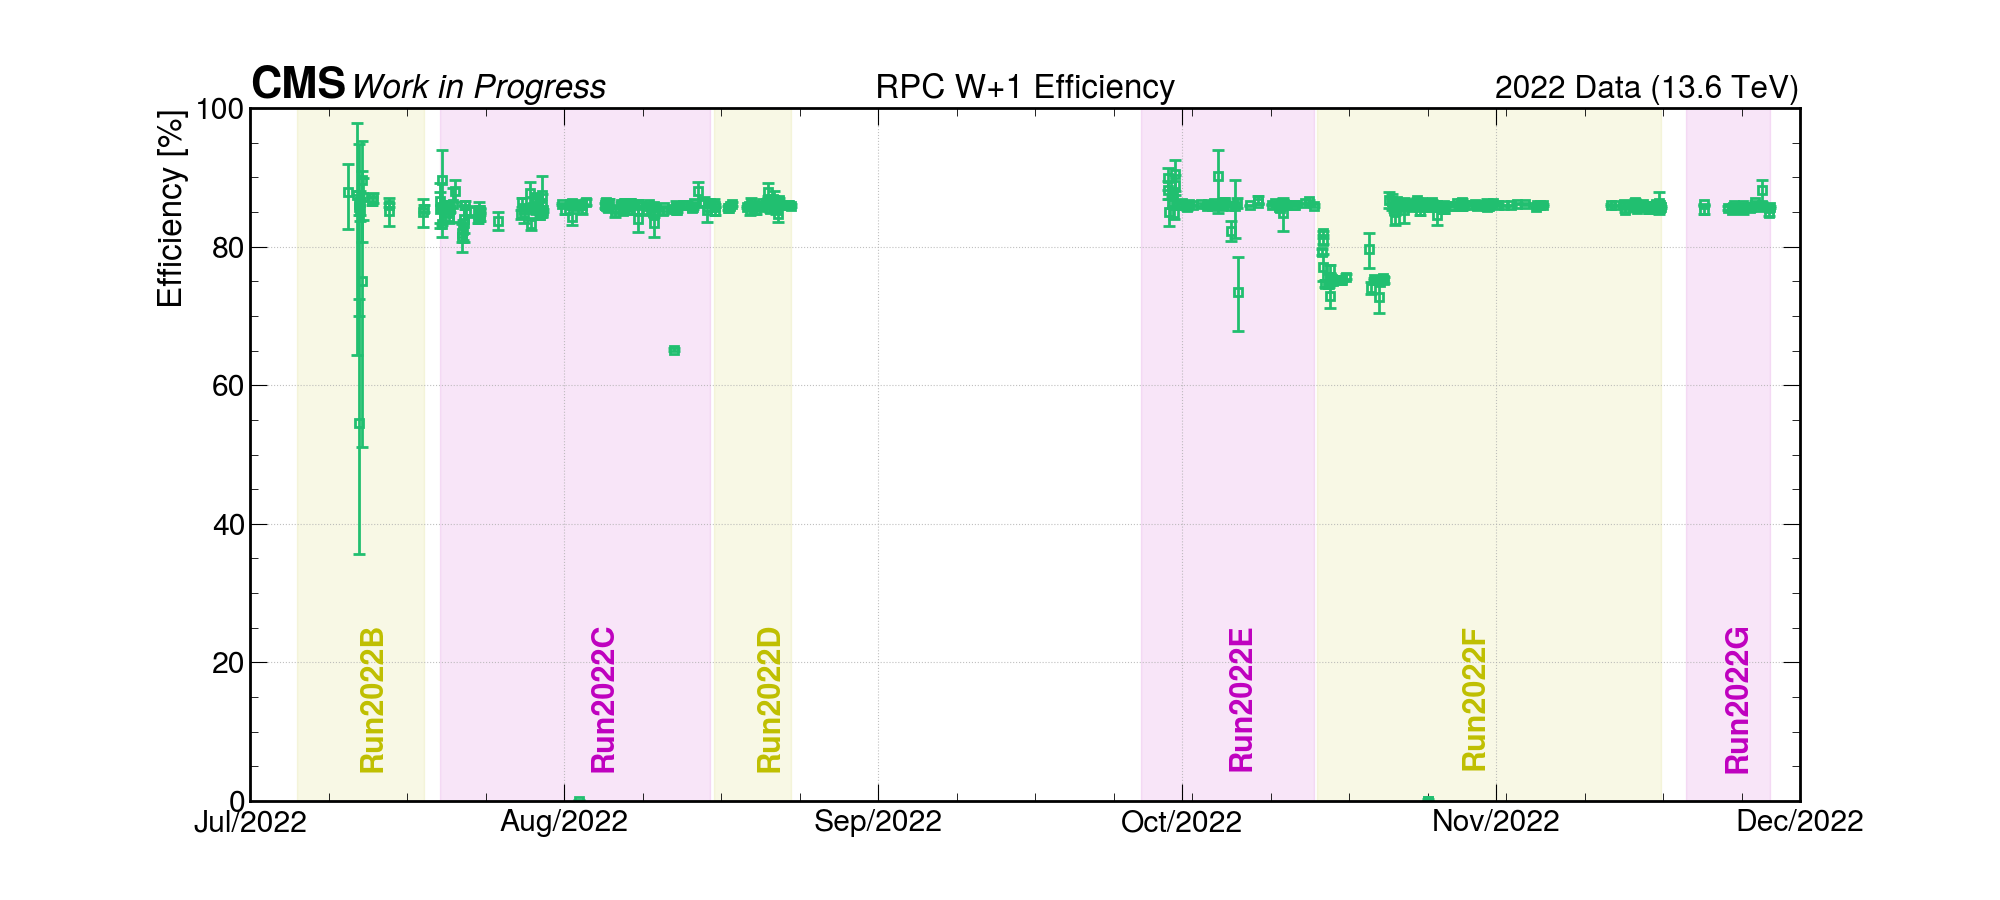 CMS Work in Progress RPC W+1 Efficiency 2022 Data (13.6 TeV)
Efficiency [%]
100
80
60
40
20
0
Run2022B
Run2022C
Run2022D
Run2022E
Run2022F
Run2022G
Jul/2022 Aug/2022 Sep/2022 Oct/2022 Nov/2022 Dec/2022